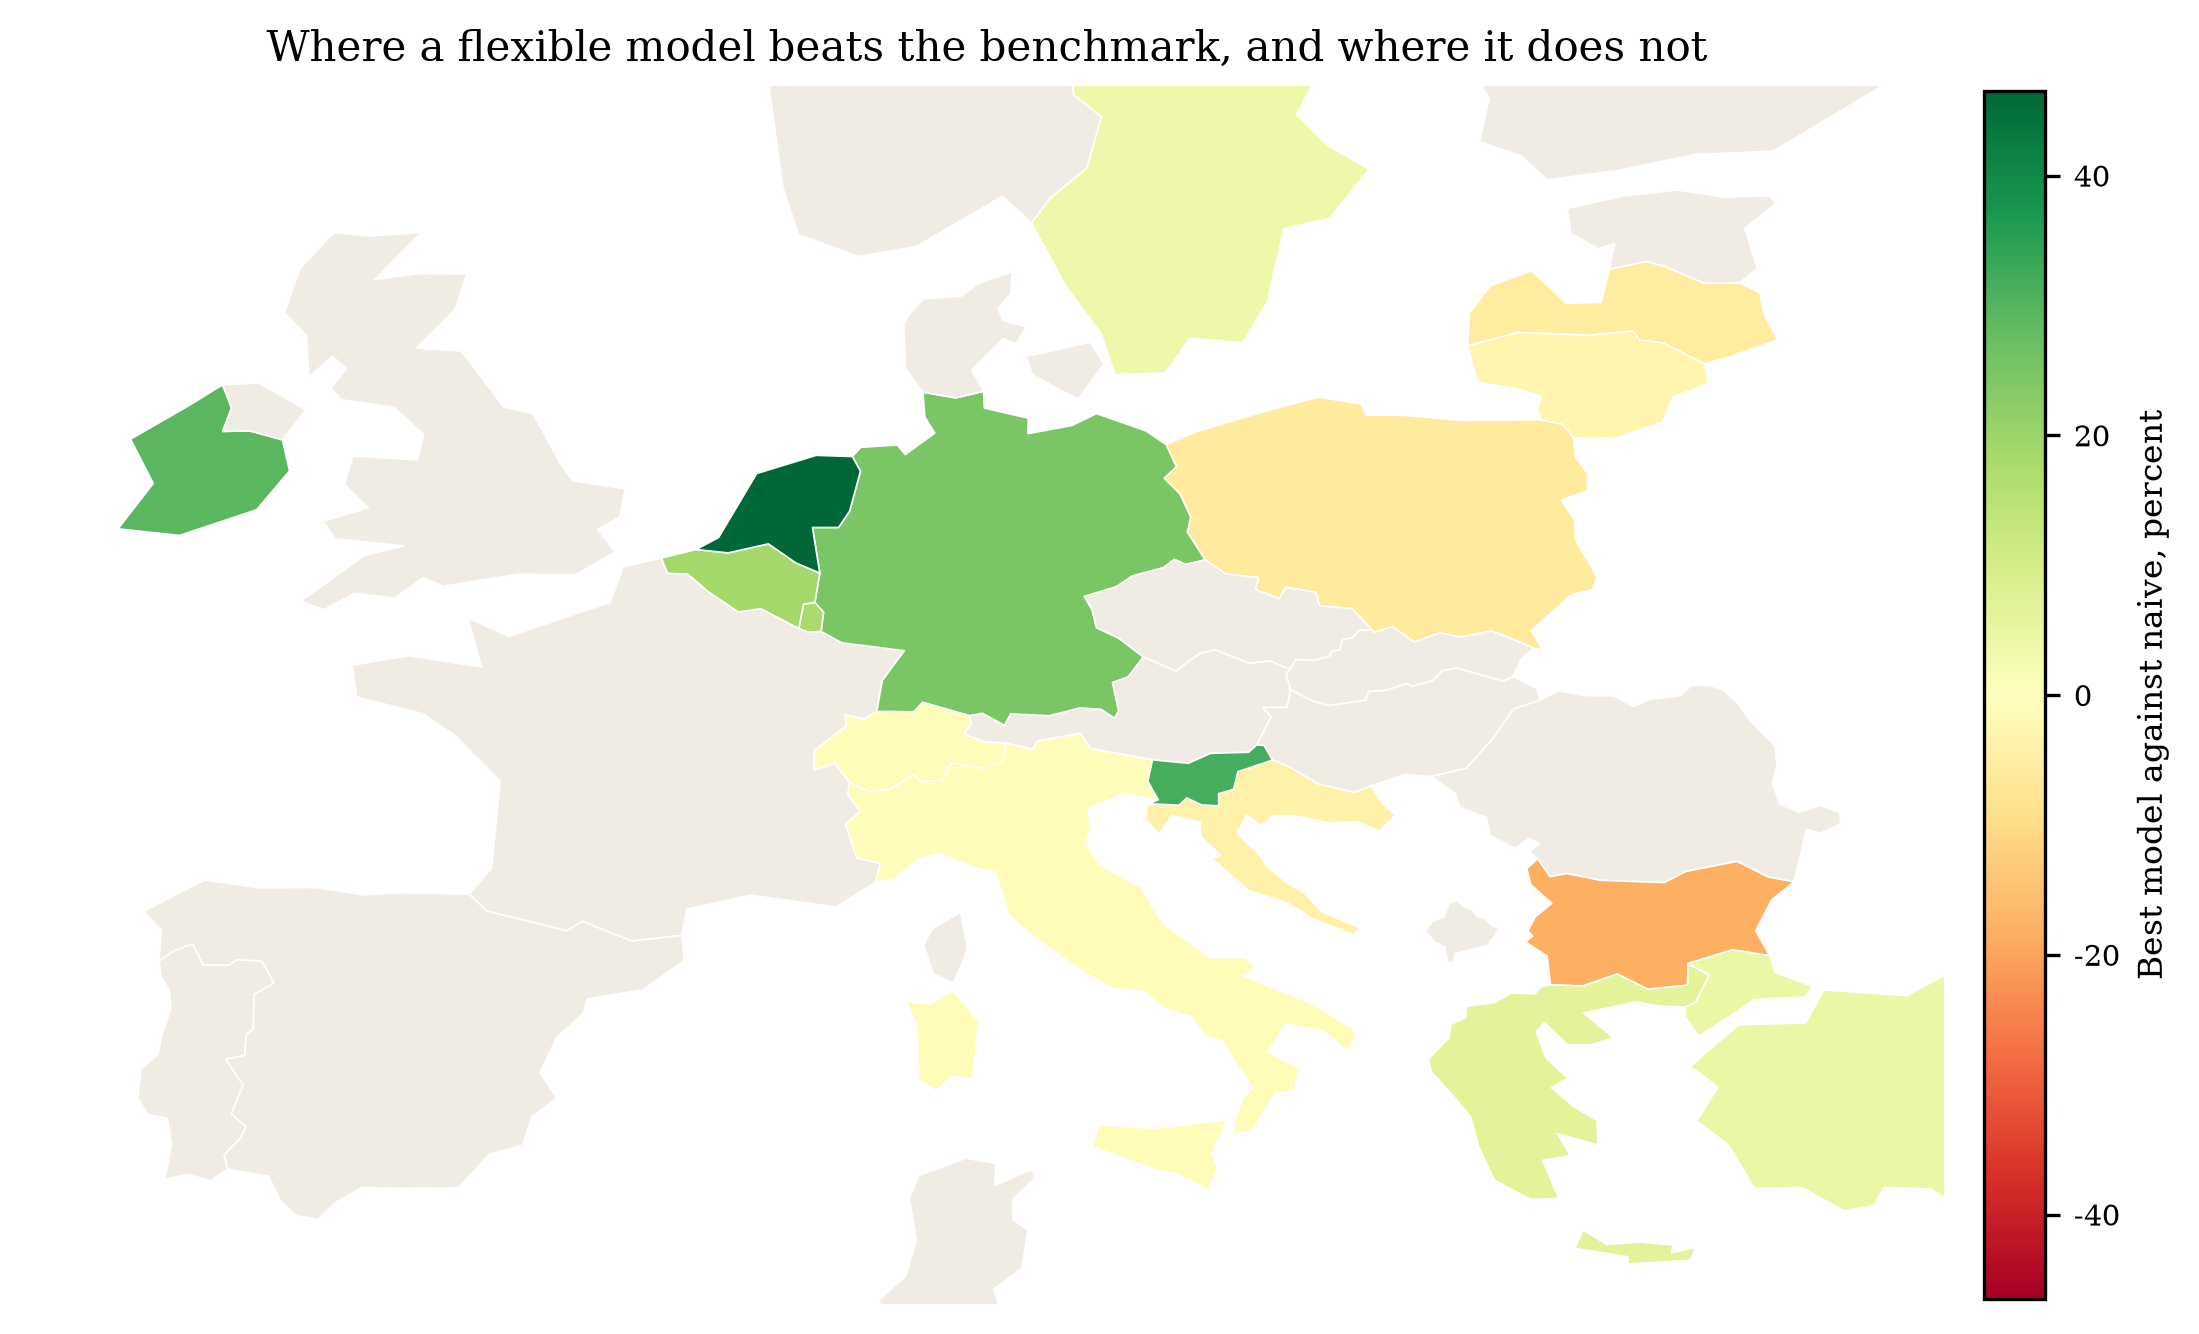 Where a flexible model beats the benchmark, and where it does not
40
20
0
-20
-40
Best model against naive, percent